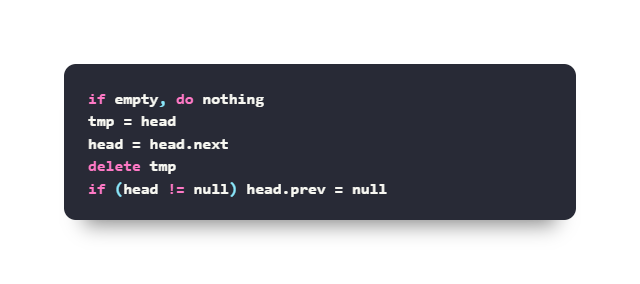 if empty, do nothing
tmp = head
head = head.next
delete tmp
if (head != null) head.prev = null